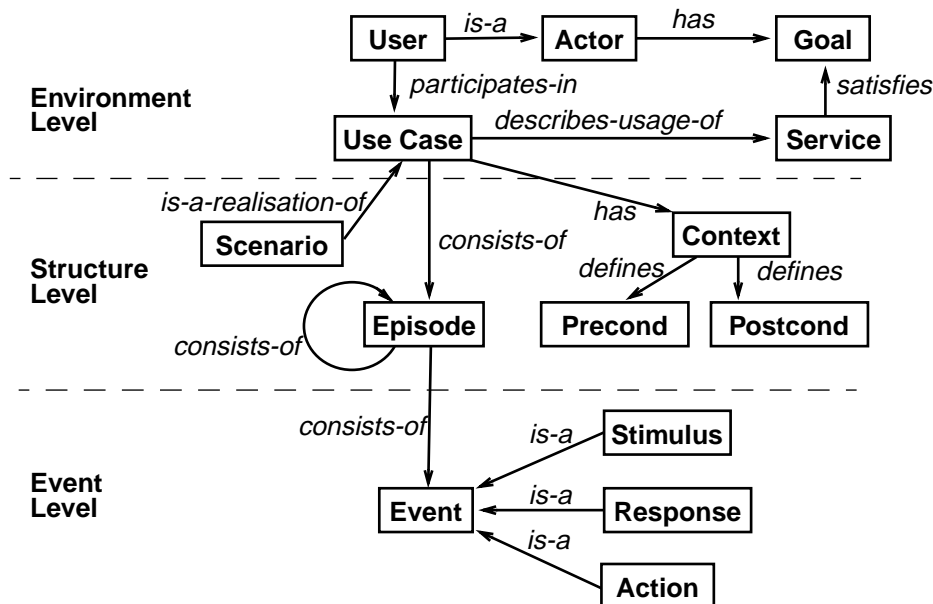 is-a
has
User
Actor
Goal
participates-in
satisfies
Environment
Level
describes-usage-of
Use Case
Service
is-a-realisation-of
has
Scenario
consists-of
Context
Structure
Level
defines
defines
Episode
Precond
Postcond
consists-of
consists-of
is-a
Stimulus
Event
Level
is-a
Event
Response
is-a
Action